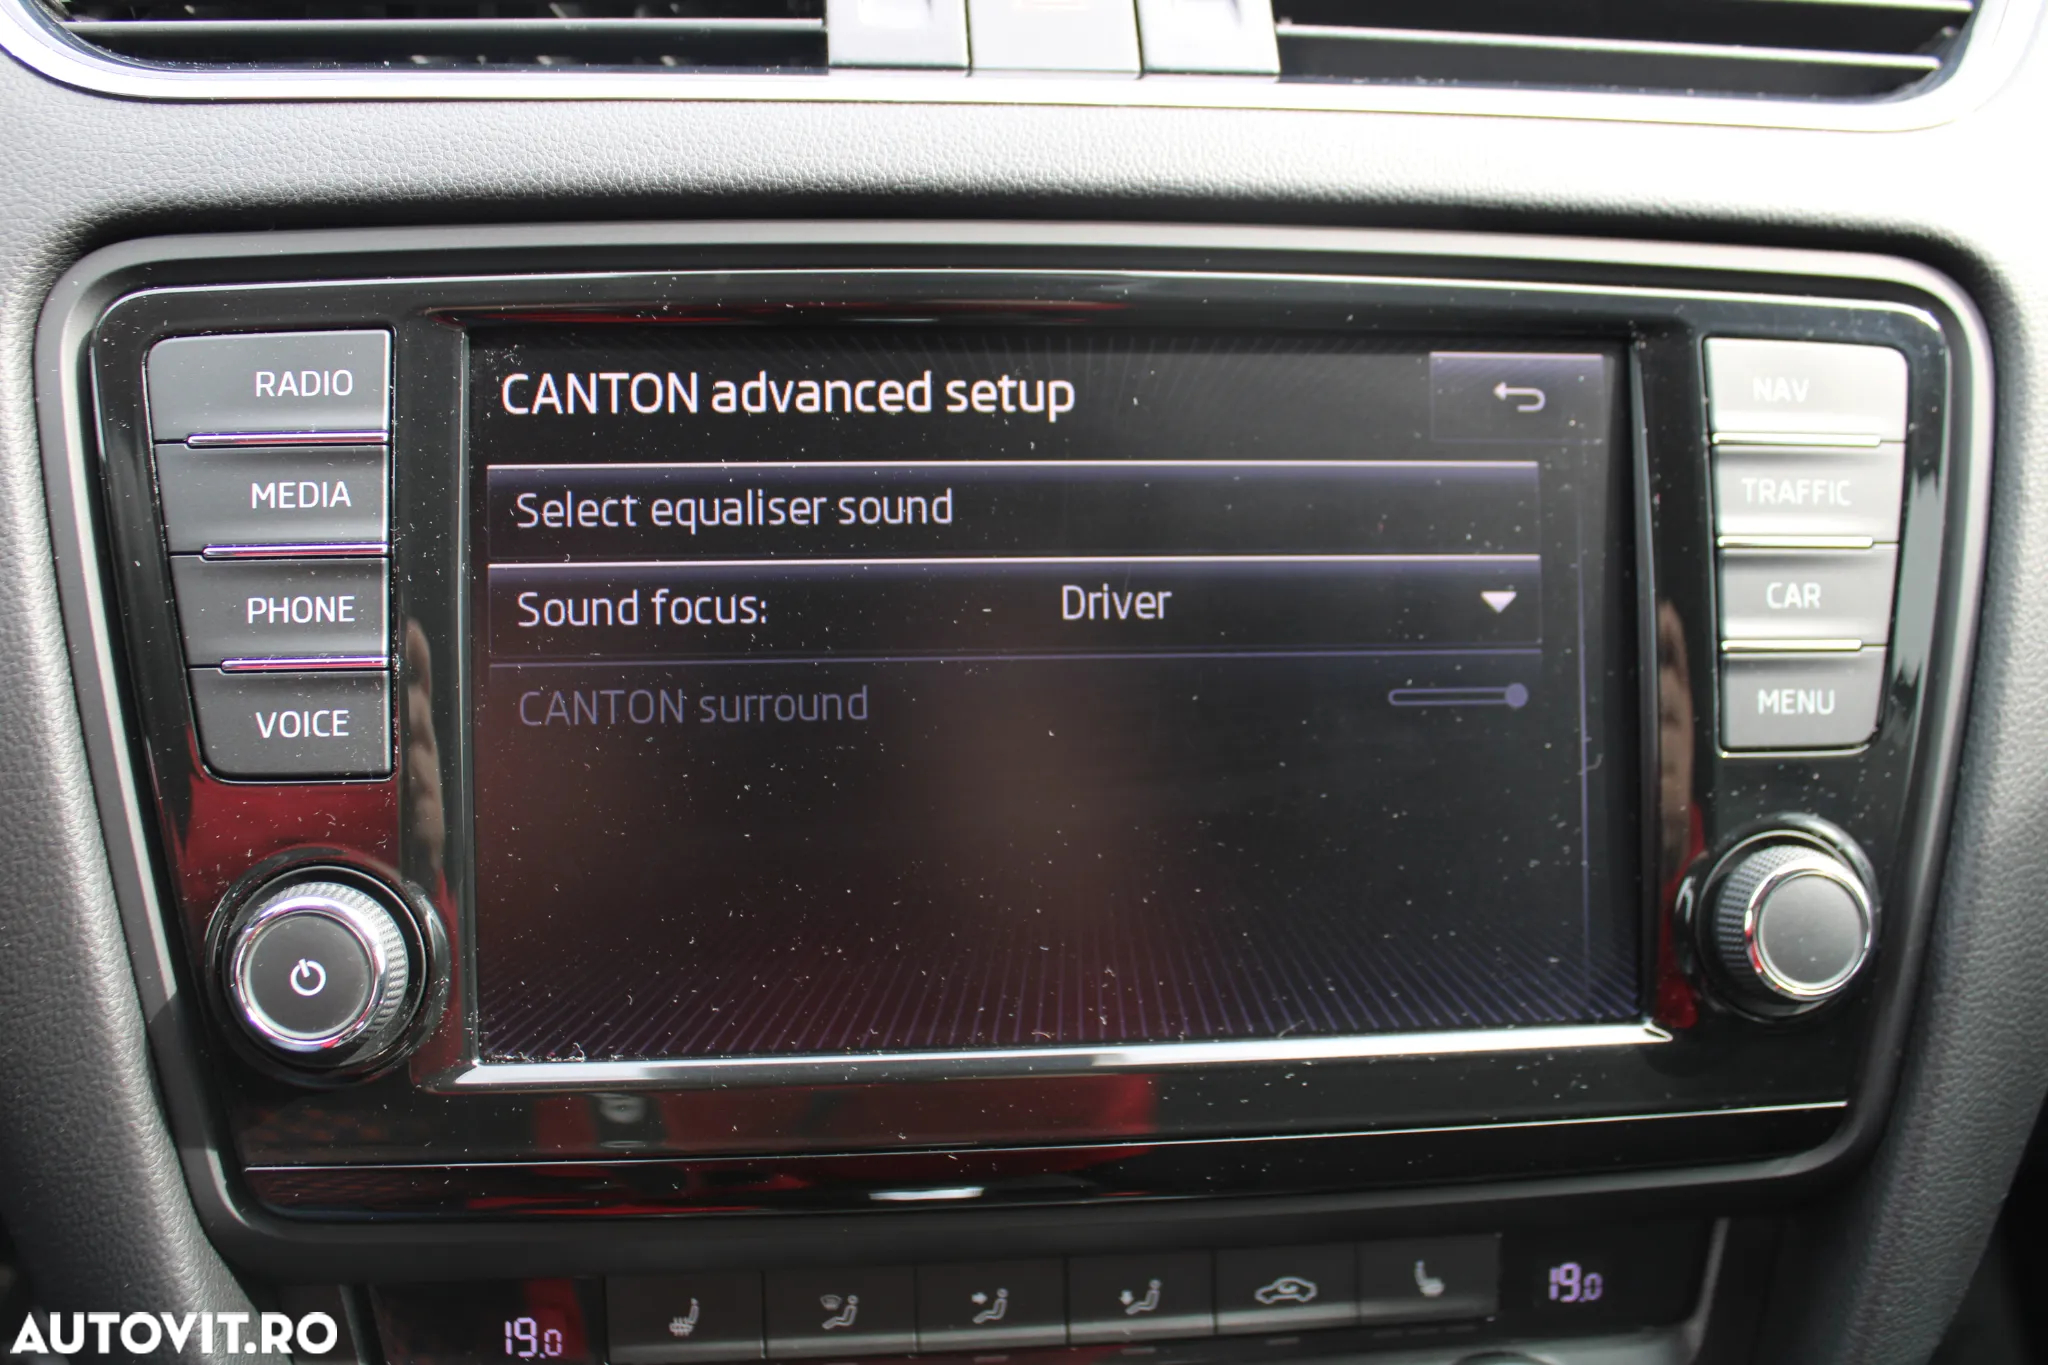 CANTON advanced setup
Select equaliser sound
Sound focus: Driver
CANTON surround
RADIO
MEDIA
PHONE
VOICE
NAV
TRAFFIC
CAR
MENU
19.0
19.0
AUTOVIT.RO